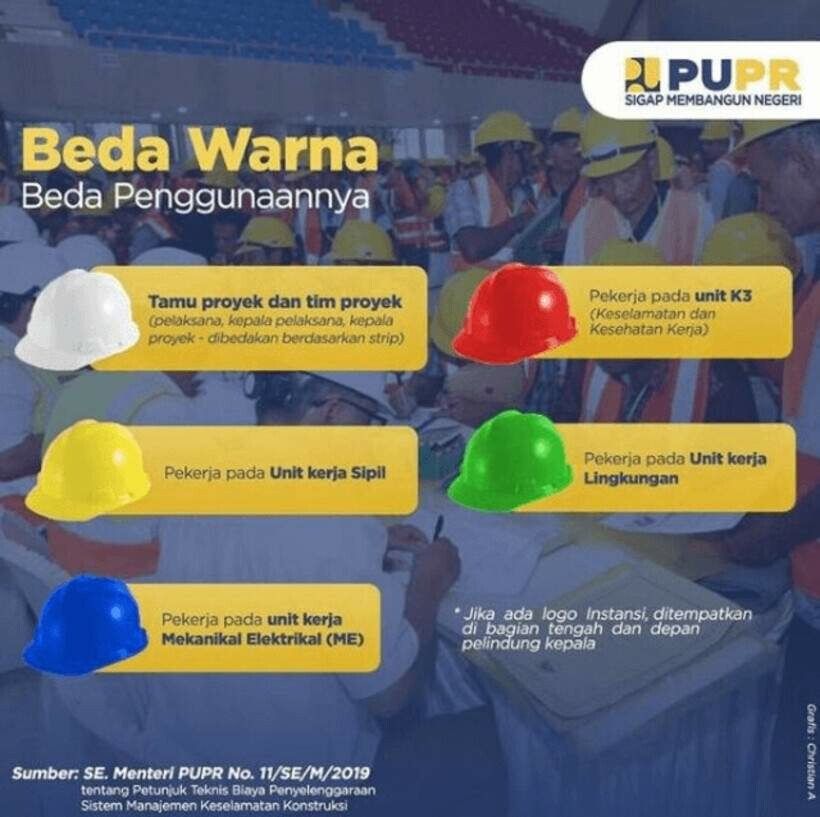 PUPR
SIGAP MEMBANGUN NEGERI
Beda Warna
Beda Penggunaannya
Tamu proyek dan tim proyek
(pelaksana, kepala pelaksana, kepala
proyek - dibedakan berdasarkan strip)
Pekerja pada unit K3
(Keselamatan dan
Kesehatan Kerja)
Pekerja pada Unit kerja Sipil
Pekerja pada Unit kerja
Lingkungan
Pekerja pada unit kerja
Mekanikal Elektrikal (ME)
* Jika ada logo Instansi, ditempatkan
di bagian tengah dan depan
pelindung kepala
Sumber: SE. Menteri PUPR No. 11/SE/M/2019
tentang Petunjuk Teknis Biaya Penyelenggaraan
Sistem Manajemen Keselamatan Konstruksi
Grafis : Christian A